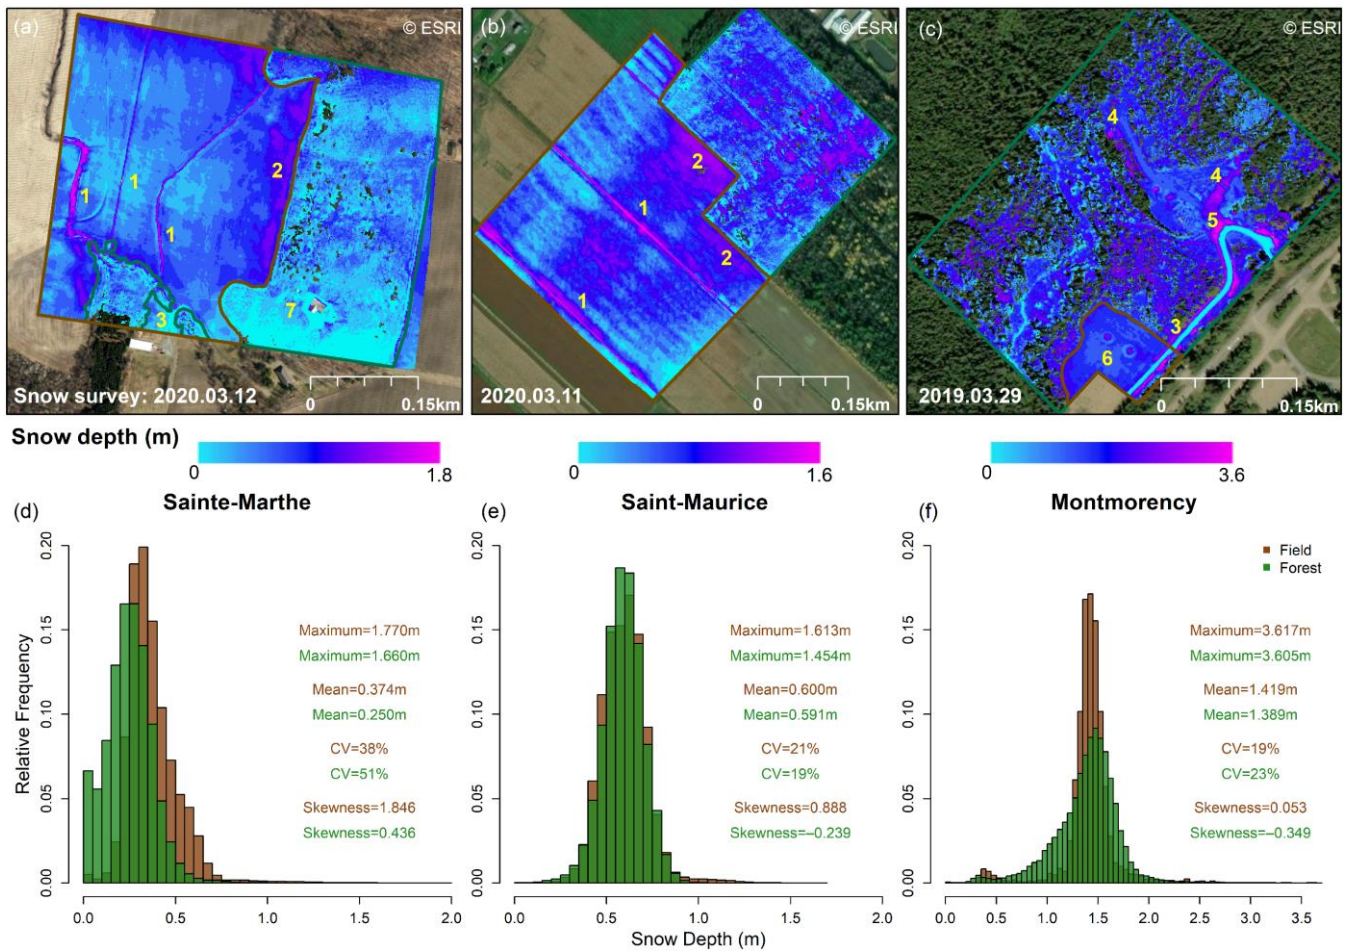 (a)
© ESRI
1
1
1
2
3
7
Snow survey: 2020.03.12
0
0.15km
(b)
© ESRI
1
1
2
2
2020.03.11
0
0.15km
(c)
© ESRI
4
4
5
3
6
2019.03.29
0
0.15km
Snow depth (m)
0
1.8
0
1.6
0
3.6
(d)
Sainte-Marthe
(e)
Saint-Maurice
(f)
Montmorency
Relative Frequency
0.20
0.15
0.10
0.05
0.00
Maximum=1.770m
Maximum=1.660m
Mean=0.374m
Mean=0.250m
CV=38%
CV=51%
Skewness=1.846
Skewness=0.436
0.0 0.5 1.0 1.5 2.0
0.20
0.15
0.10
0.05
0.00
Maximum=1.613m
Maximum=1.454m
Mean=0.600m
Mean=0.591m
CV=21%
CV=19%
Skewness=0.888
Skewness=–0.239
0.0 0.5 1.0 1.5 2.0
Snow Depth (m)
0.20
0.15
0.10
0.05
0.00
Field
Forest
Maximum=3.617m
Maximum=3.605m
Mean=1.419m
Mean=1.389m
CV=19%
CV=23%
Skewness=0.053
Skewness=–0.349
0.0 0.5 1.0 1.5 2.0 2.5 3.0 3.5